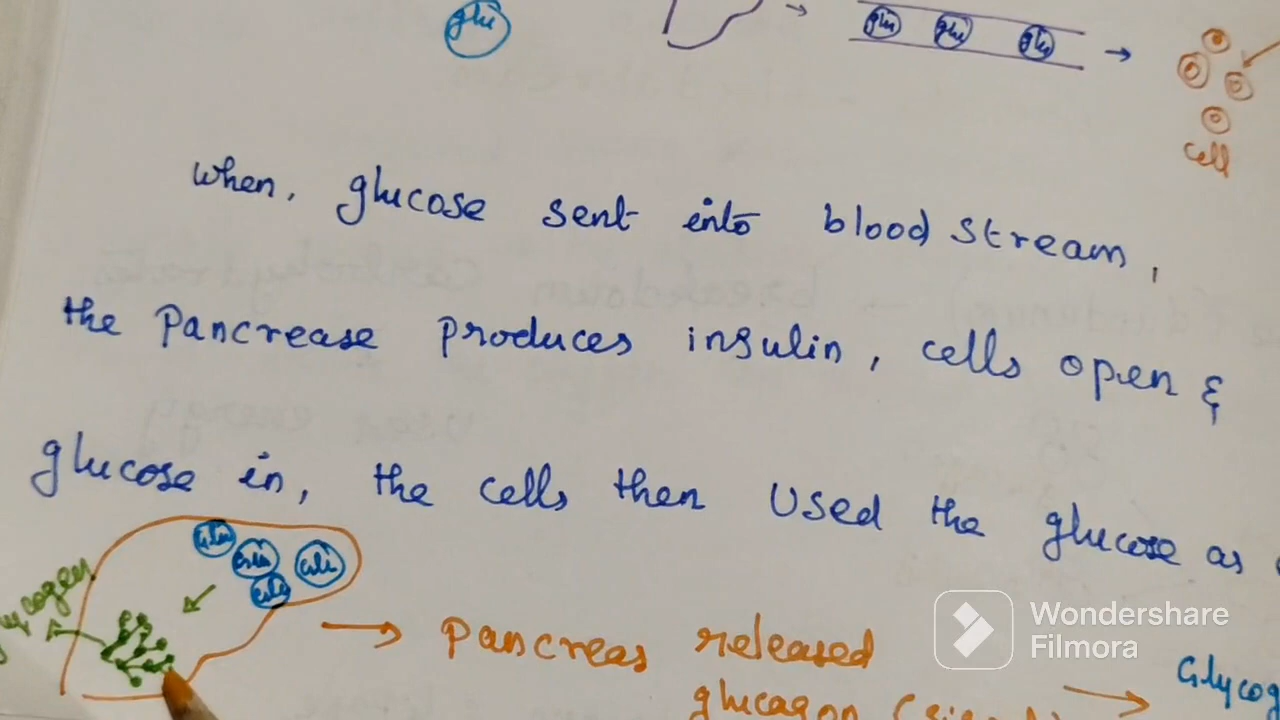 glu
glu glu glu
cell
when, glucose sent into blood stream,
the pancrease produces insulin, cells open &
glucose in, the cells then used the glucose as
glu glu glu glu
pancreas released
glucagon
Wondershare
Filmora